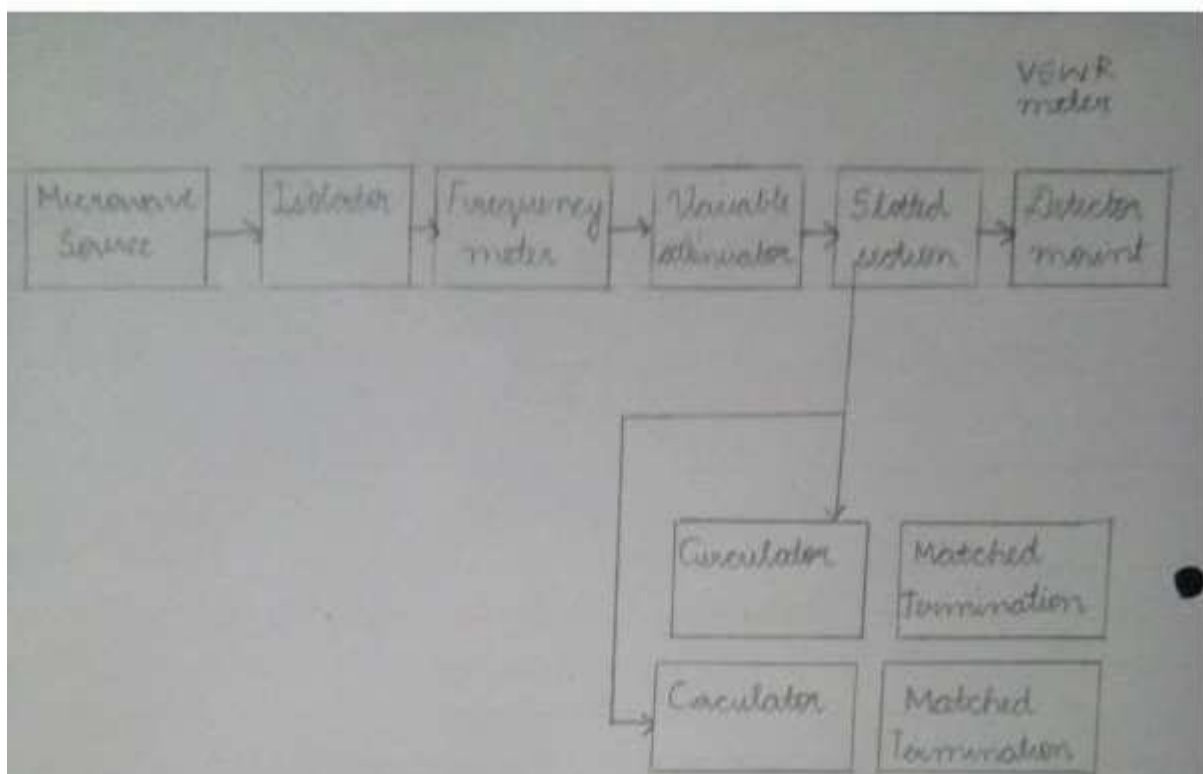 VSWR
meter
Microwave
Source
Isolator
Frequency
meter
Variable
attenuator
Slotted
section
Detector
mount
Circulator
Matched
Termination
Circulator
Matched
Termination